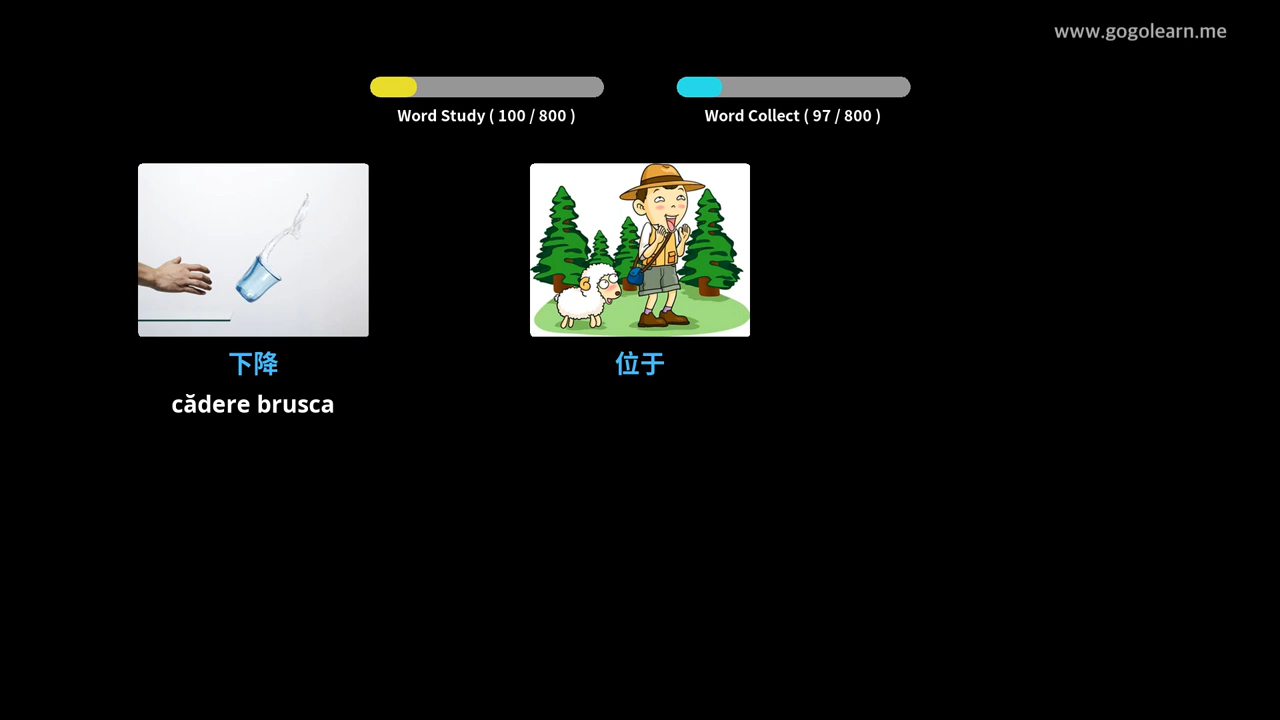 www.gogolearn.me
Word Study ( 100 / 800 )
Word Collect ( 97 / 800 )
下降
位于
cădere brusca